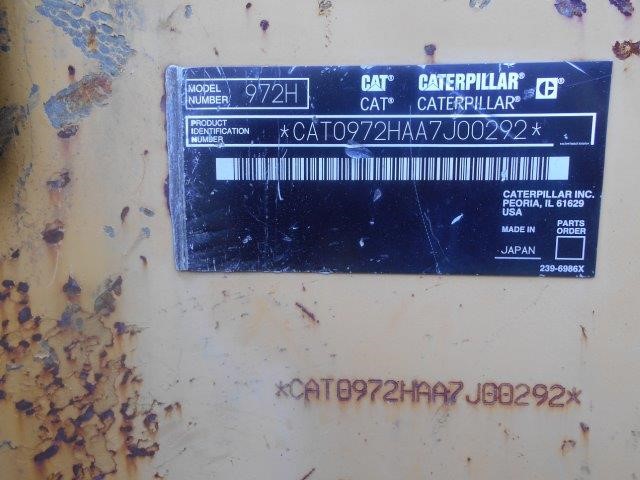 MODEL NUMBER 972H CAT® CATERPILLAR®
CAT® CATERPILLAR®
PRODUCT IDENTIFICATION NUMBER *CAT0972HAA7J00292*
CATERPILLAR INC.
PEORIA, IL 61629
USA
MADE IN JAPAN
PARTS ORDER
239-6986X
*CAT0972HAA7J00292*